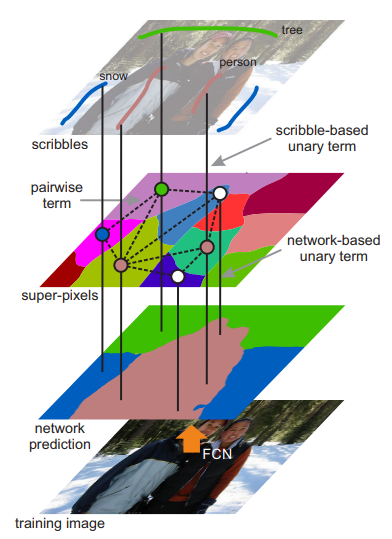 tree
snow
person
scribbles
scribble-based
unary term
pairwise
term
network-based
unary term
super-pixels
network
prediction
FCN
training image